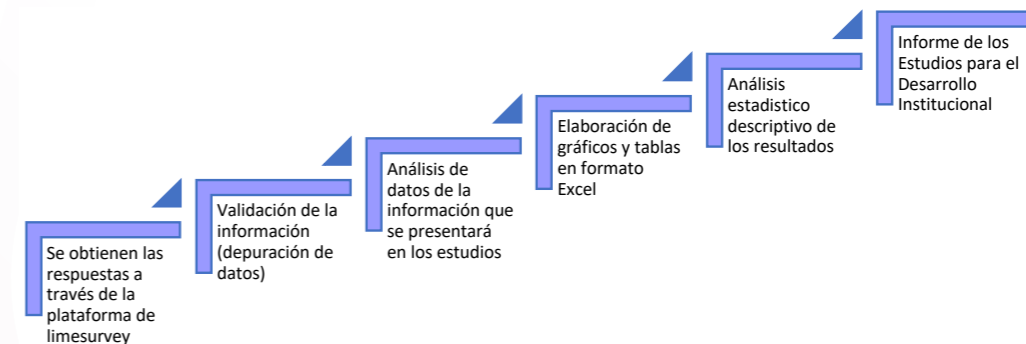 Se obtienen las
respuestas a
través de la
plataforma de
limesurvey
Validación de la
información
(depuración de
datos)
Análisis de
datos de la
información que
se presentará
en los estudios
Elaboración de
gráficos y tablas
en formato
Excel
Análisis
estadistico
descriptivo de
los resultados
Informe de los
Estudios para el
Desarrollo
Institucional